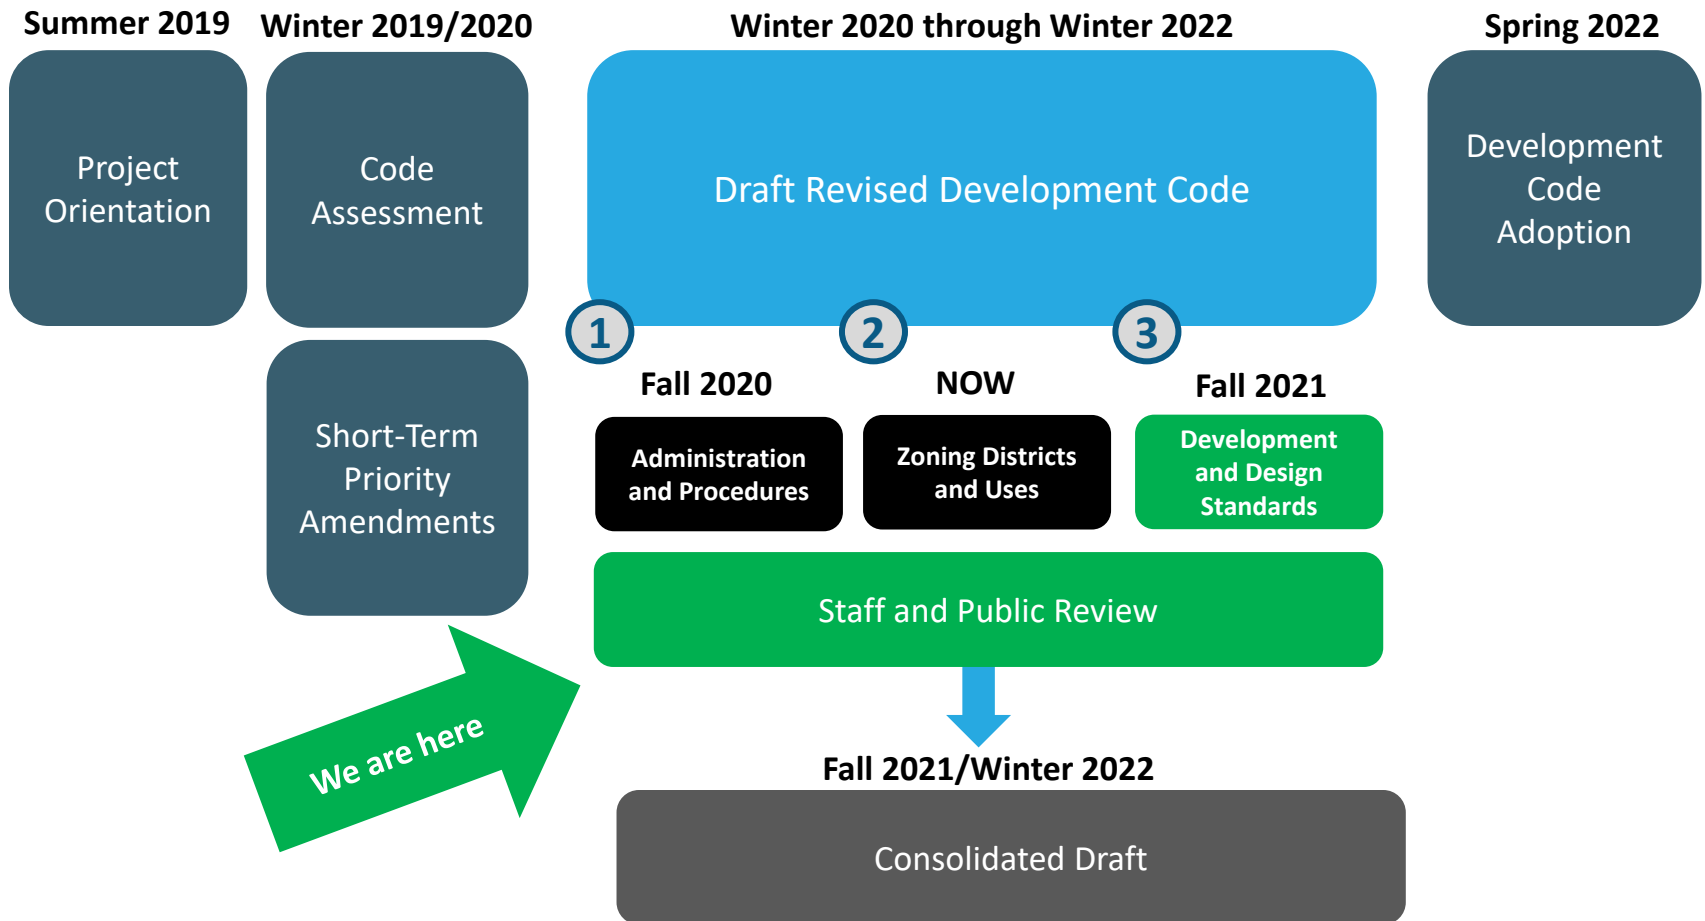 Summer 2019
Winter 2019/2020
Winter 2020 through Winter 2022
Spring 2022
Project
Orientation
Code
Assessment
Draft Revised Development Code
Development
Code
Adoption
1
2
3
Short-Term
Priority
Amendments
Fall 2020
NOW
Fall 2021
Administration
and Procedures
Zoning Districts
and Uses
Development
and Design
Standards
Staff and Public Review
We are here
Fall 2021/Winter 2022
Consolidated Draft